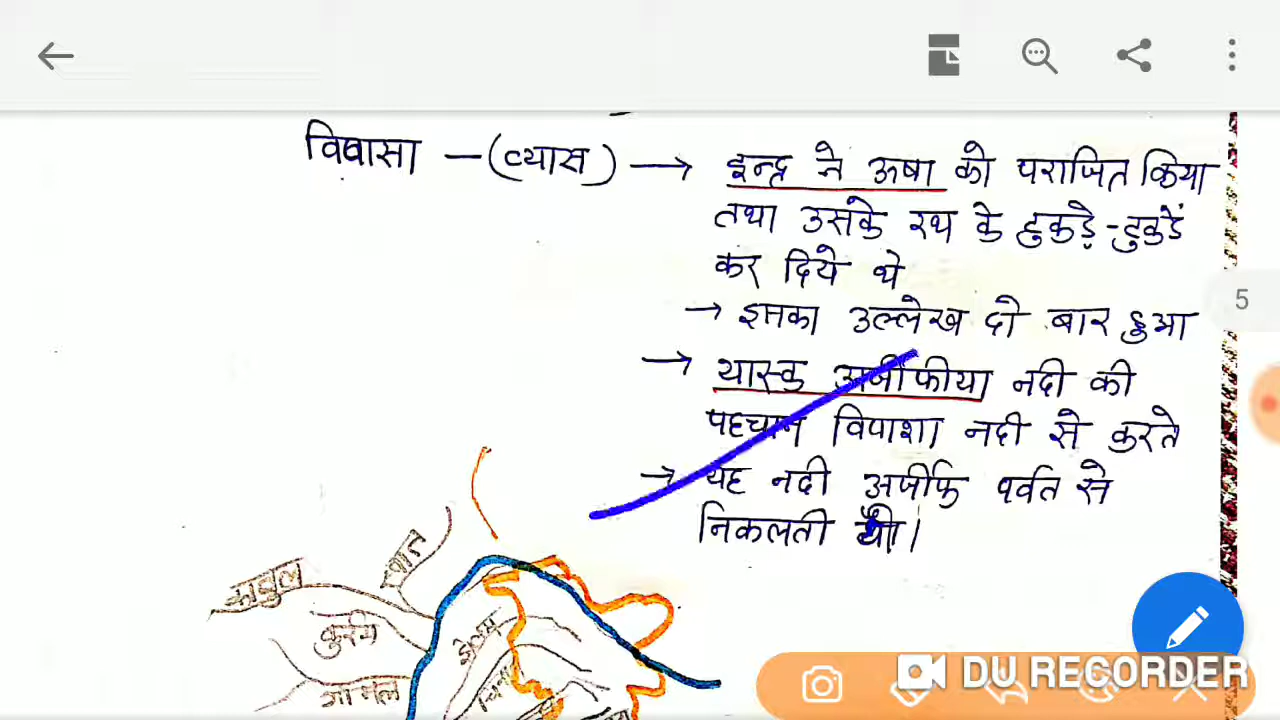 विपासा – (व्यास) → इन्द्र ने ऊषा को पराजित किया
तथा उसके रथ के टुकड़े-टुकड़ें
कर दिये थे
→ इसका उल्लेख दो बार हुआ
→ यास्क अर्जीकीया नदी की
पहचान विपाशा नदी से करते
→ यह नदी अर्जीक पर्वत से
निकलती थी।
5
काबुल
स्वात
कुर्रम
झेलम
गोमल
DU RECORDER